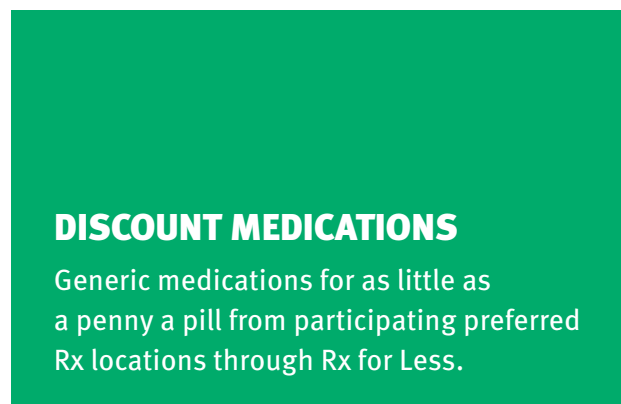 DISCOUNT MEDICATIONS
Generic medications for as little as
a penny a pill from participating preferred
Rx locations through Rx for Less.